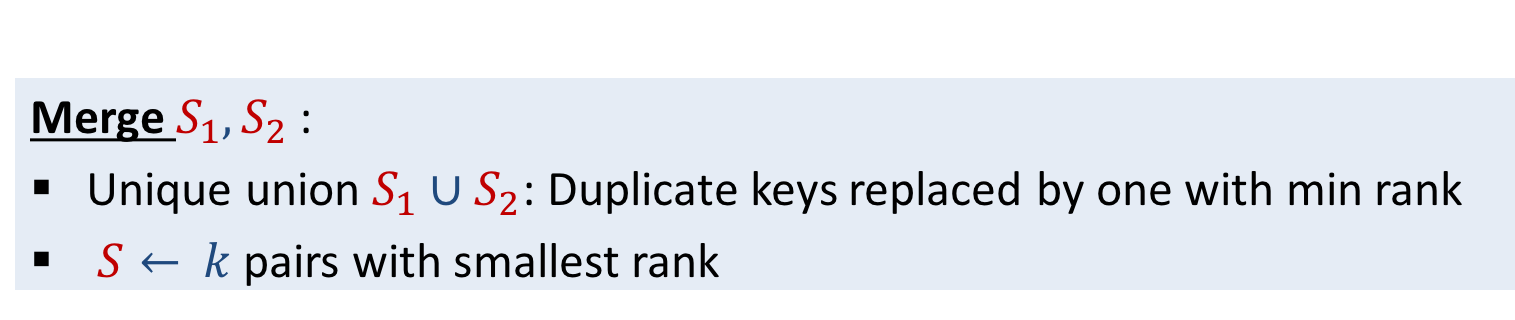 Merge S₁, S₂ :
▪ Unique union S₁ ∪ S₂: Duplicate keys replaced by one with min rank
▪ S ← k pairs with smallest rank